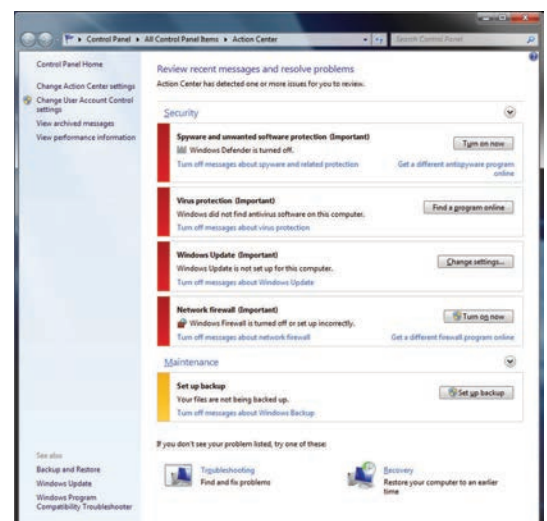 Control Panel ▸ All Control Panel Items ▸ Action Center
Search Control Panel
Control Panel Home
Change Action Center settings
Change User Account Control
settings
View archived messages
View performance information
See also
Backup and Restore
Windows Update
Windows Program
Compatibility Troubleshooter
Review recent messages and resolve problems
Action Center has detected one or more issues for you to review.
Security
Spyware and unwanted software protection (Important)
Windows Defender is turned off.
Turn on now
Turn off messages about spyware and related protection
Get a different antispyware program
online
Virus protection (Important)
Windows did not find antivirus software on this computer.
Find a program online
Turn off messages about virus protection
Windows Update (Important)
Windows Update is not set up for this computer.
Change settings...
Turn off messages about Windows Update
Network firewall (Important)
Windows Firewall is turned off or set up incorrectly.
Turn on now
Turn off messages about network firewall
Get a different firewall program online
Maintenance
Set up backup
Your files are not being backed up.
Set up backup
Turn off messages about Windows Backup
If you don't see your problem listed, try one of these:
Troubleshooting
Find and fix problems
Recovery
Restore your computer to an earlier
time